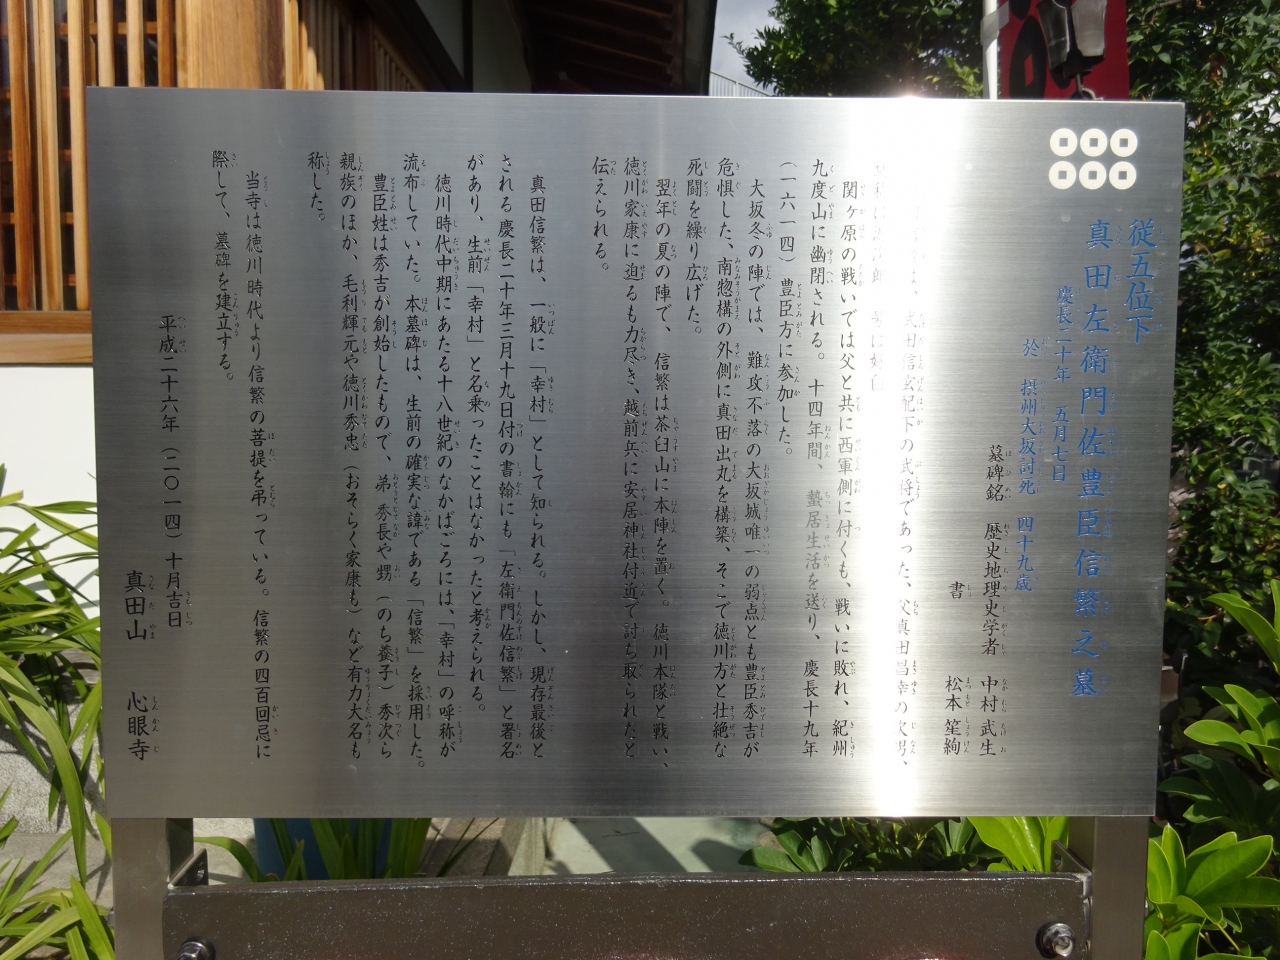 従五位下
真田左衛門佐豊臣信繁之墓
慶長二十年 五月七日
於 摂州大坂討死 四十九歳
墓碑銘 歴史地理史学者 中村 武生
書 松本 笙絢
武田信玄配下の武将であった、父真田昌幸の次男、
関ヶ原の戦いでは父と共に西軍側に付くも、戦いに敗れ、紀州
九度山に幽閉される。十四年間、蟄居生活を送り、慶長十九年
(一六一四)豊臣方に参加した。
大坂冬の陣では、難攻不落の大坂城唯一の弱点とも豊臣秀吉が
危惧した、南惣構の外側に真田出丸を構築、そこで徳川方と壮絶な
死闘を繰り広げた。
翌年の夏の陣で、信繁は茶臼山に本陣を置く。徳川本隊と戦い、
徳川家康に迫るも力尽き、越前兵に安居神社付近で討ち取られたと
伝えられる。
真田信繁は、一般に「幸村」として知られる。しかし、現存最後と
される慶長二十年三月十九日付の書翰にも「左衛門佐信繁」と署名
があり、生前「幸村」と名乗ったことはなかったと考えられる。
徳川時代中期にあたる十八世紀のなかばごろには、「幸村」の呼称が
流布していた。本墓碑は、生前の確実な諱である「信繁」を採用した。
豊臣姓は秀吉が創始したもので、弟 秀長や甥(のち養子)秀次ら
親族のほか、毛利輝元や徳川秀忠(おそらく家康も)など有力大名も
称した。
当寺は徳川時代より信繁の菩提を弔っている。信繁の四百回忌に
際して、墓碑を建立する。
平成二十六年(二〇一四)十月吉日
真田山 心眼寺